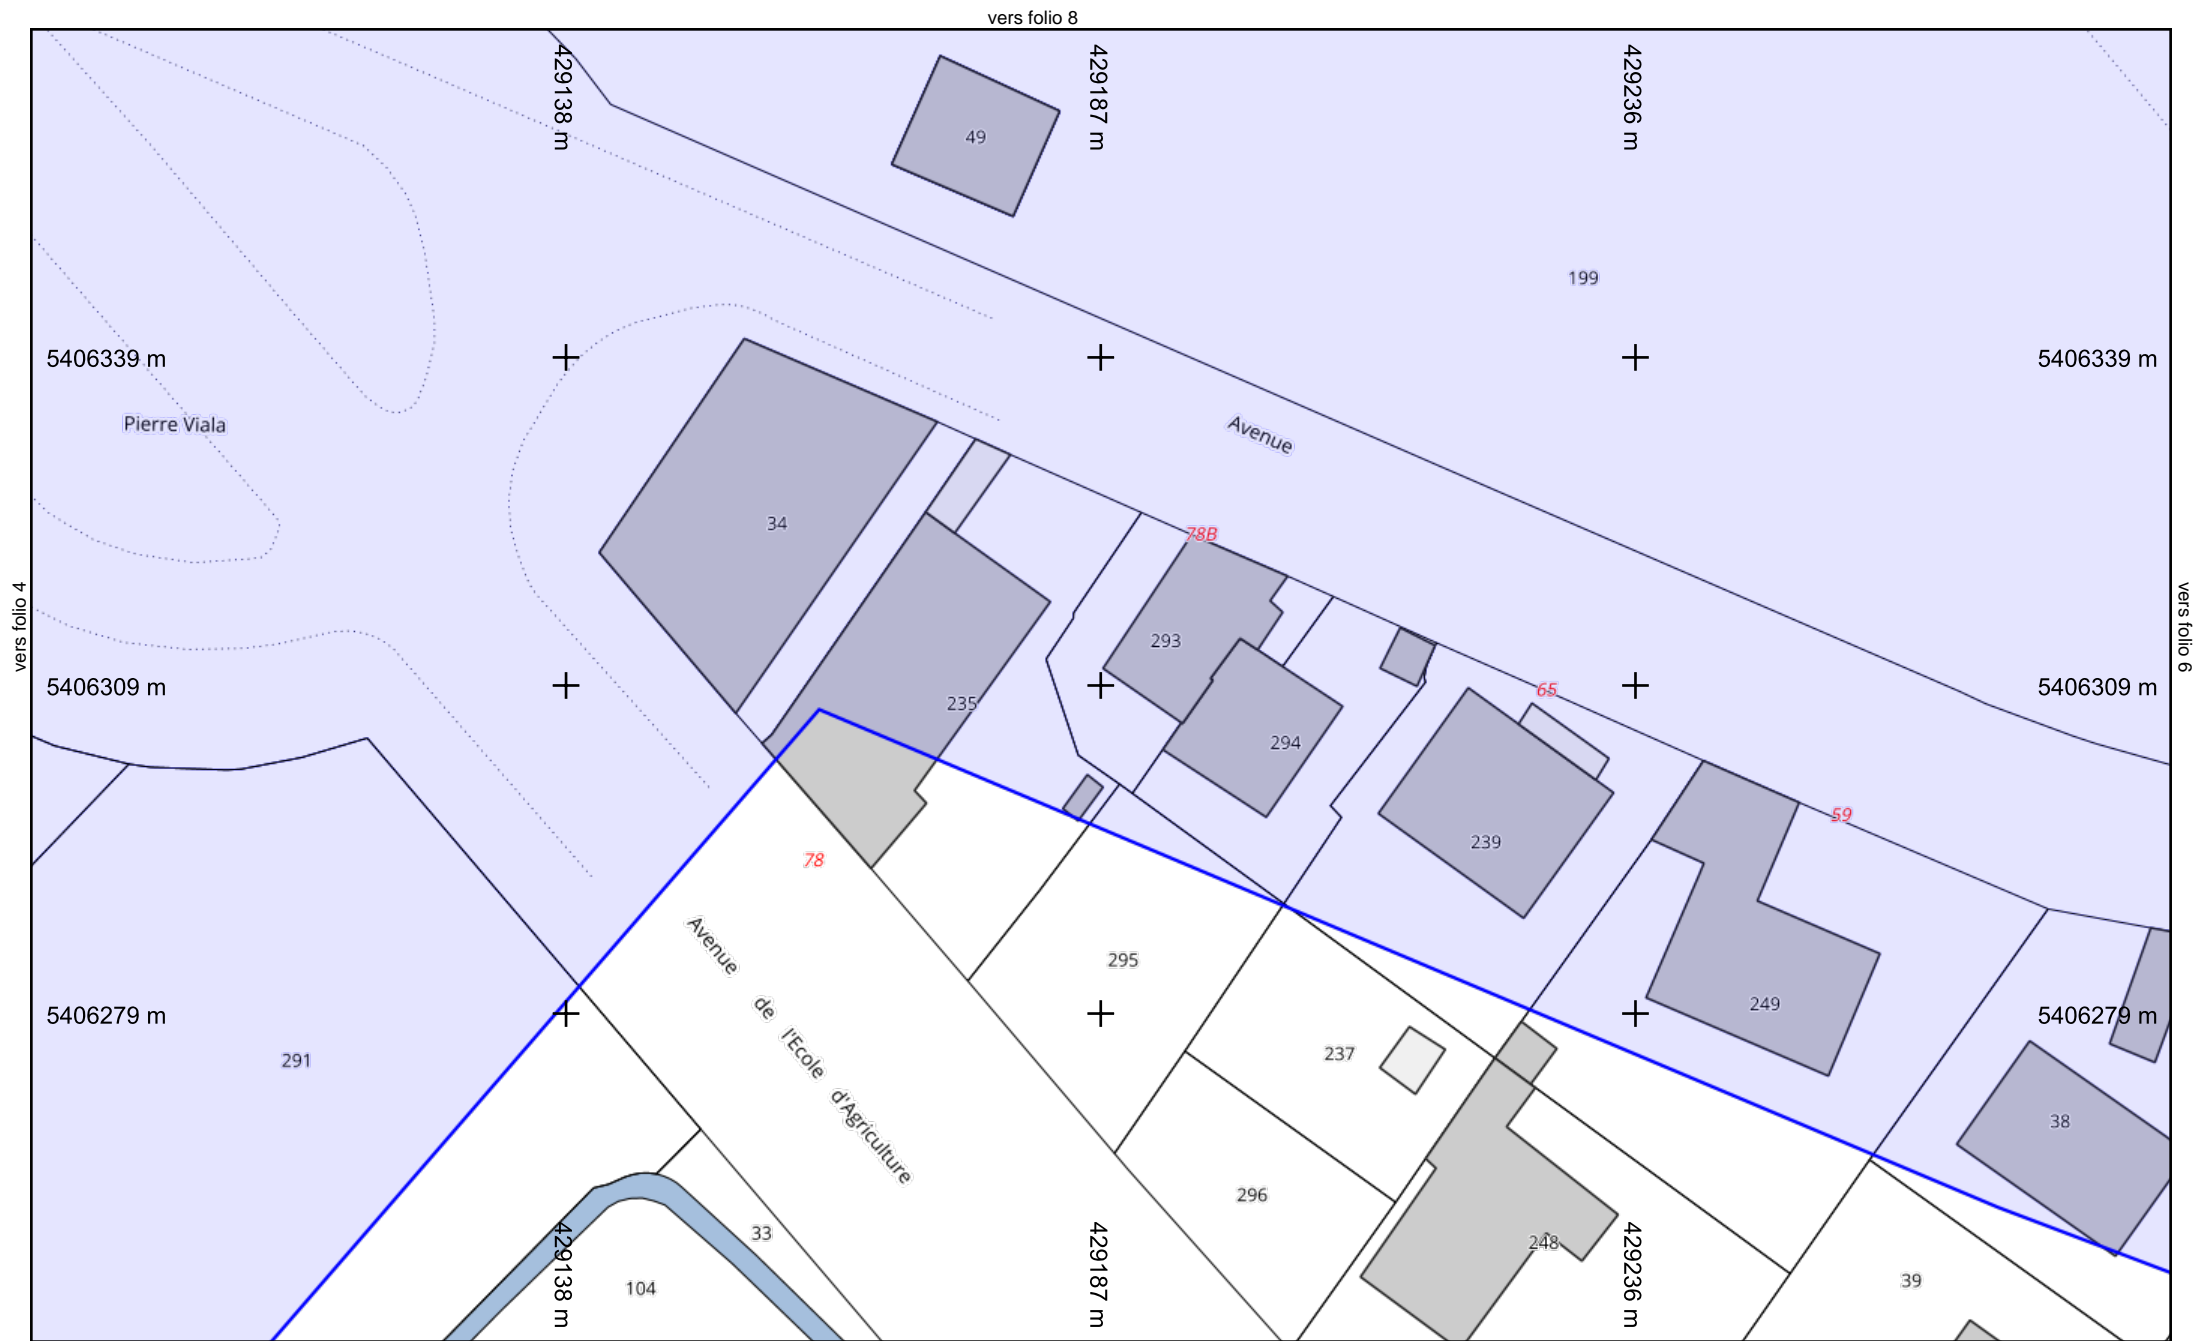 vers folio 8
429138 m
429187 m
429236 m
49
199
5406339 m
5406339 m
Pierre Viala
Avenue
34
78B
vers folio 4
vers folio 6
293
235
65
5406309 m
5406309 m
294
59
239
78
Avenue de l'Ecole d'Agriculture
295
249
5406279 m
5406279 m
291
237
38
296
33
248
104
39
429138 m
429187 m
429236 m